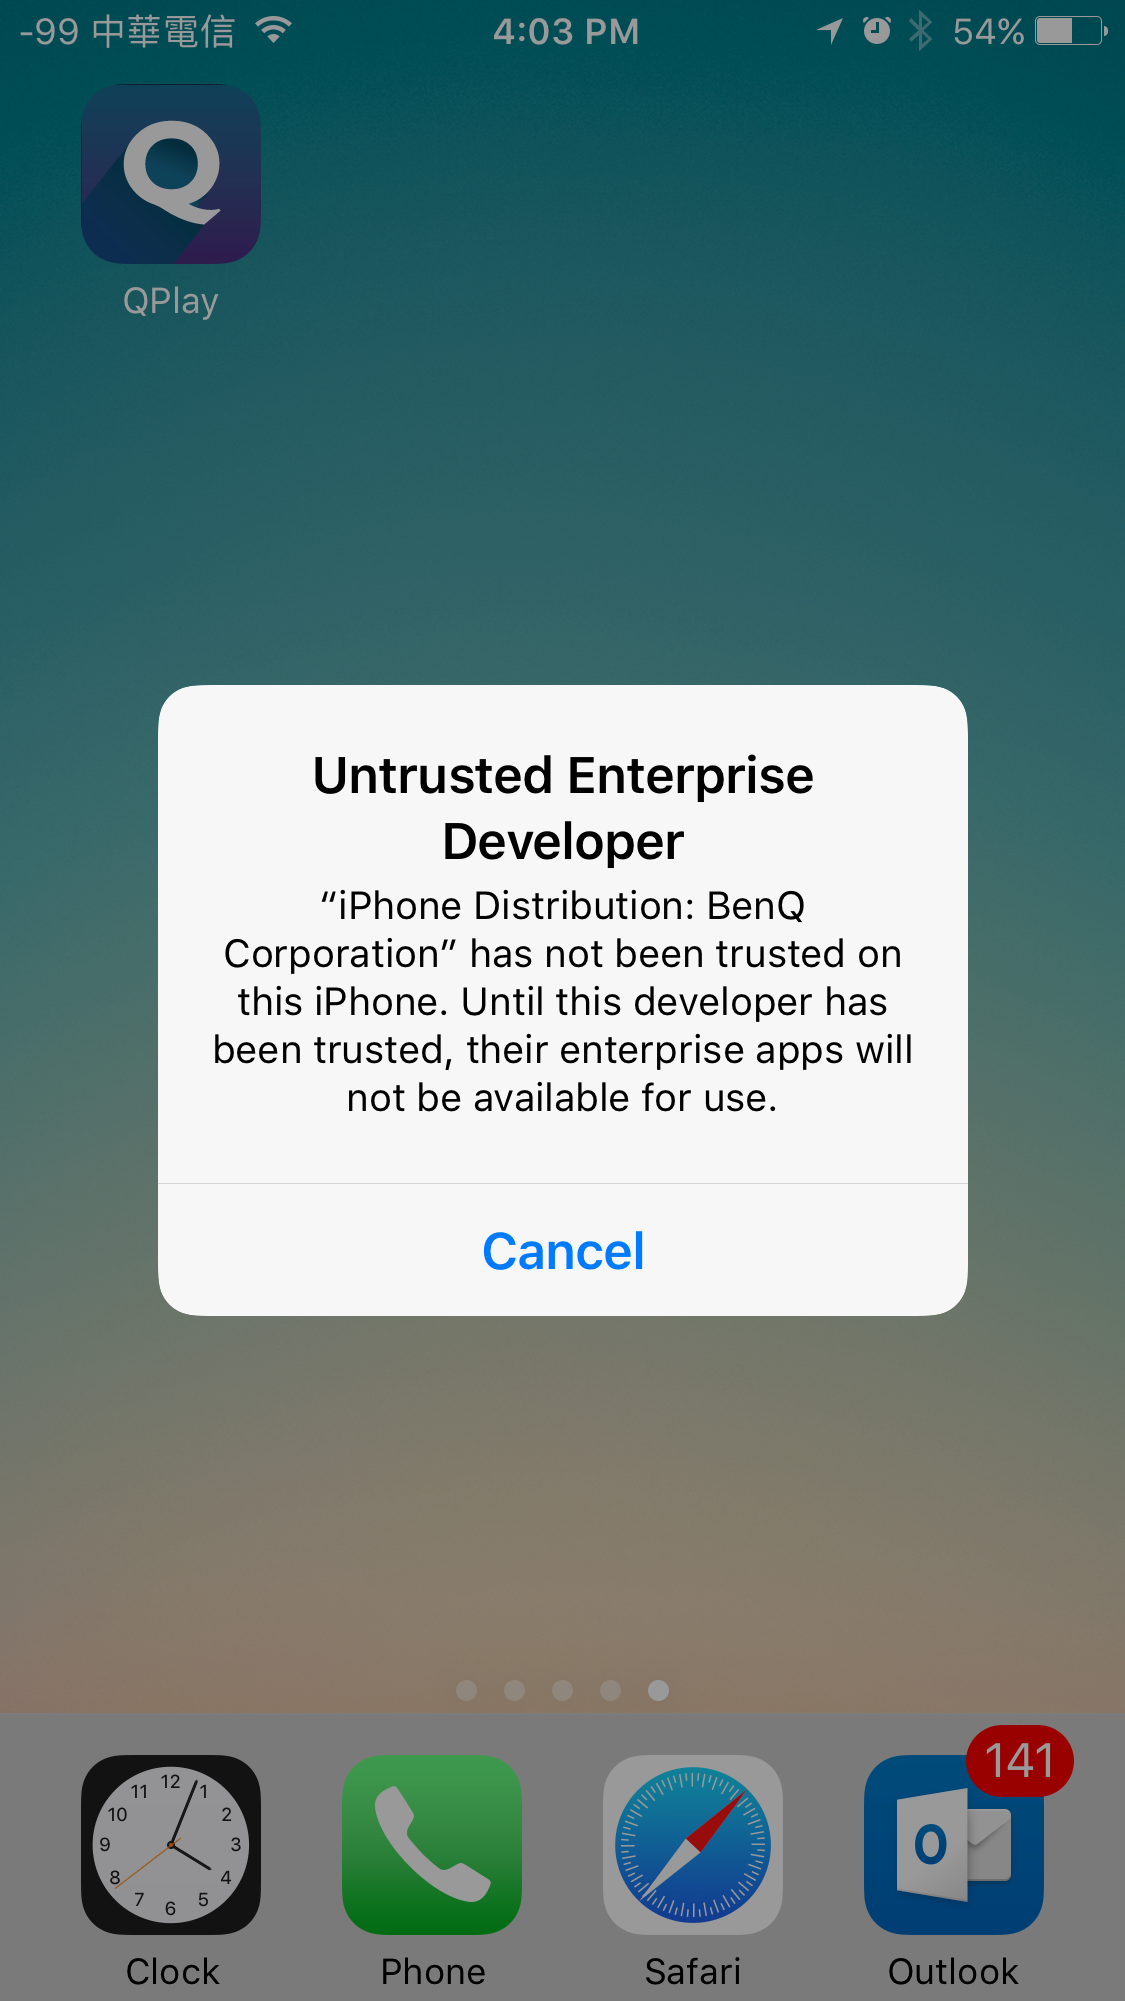 -99 中華電信 4:03 PM 54%
Q
QPlay
Untrusted Enterprise
Developer
“iPhone Distribution: BenQ
Corporation” has not been trusted on
this iPhone. Until this developer has
been trusted, their enterprise apps will
not be available for use.
Cancel
141
12
11 1
10 2
9 3
8 4
7 5
6
O
Clock Phone Safari Outlook